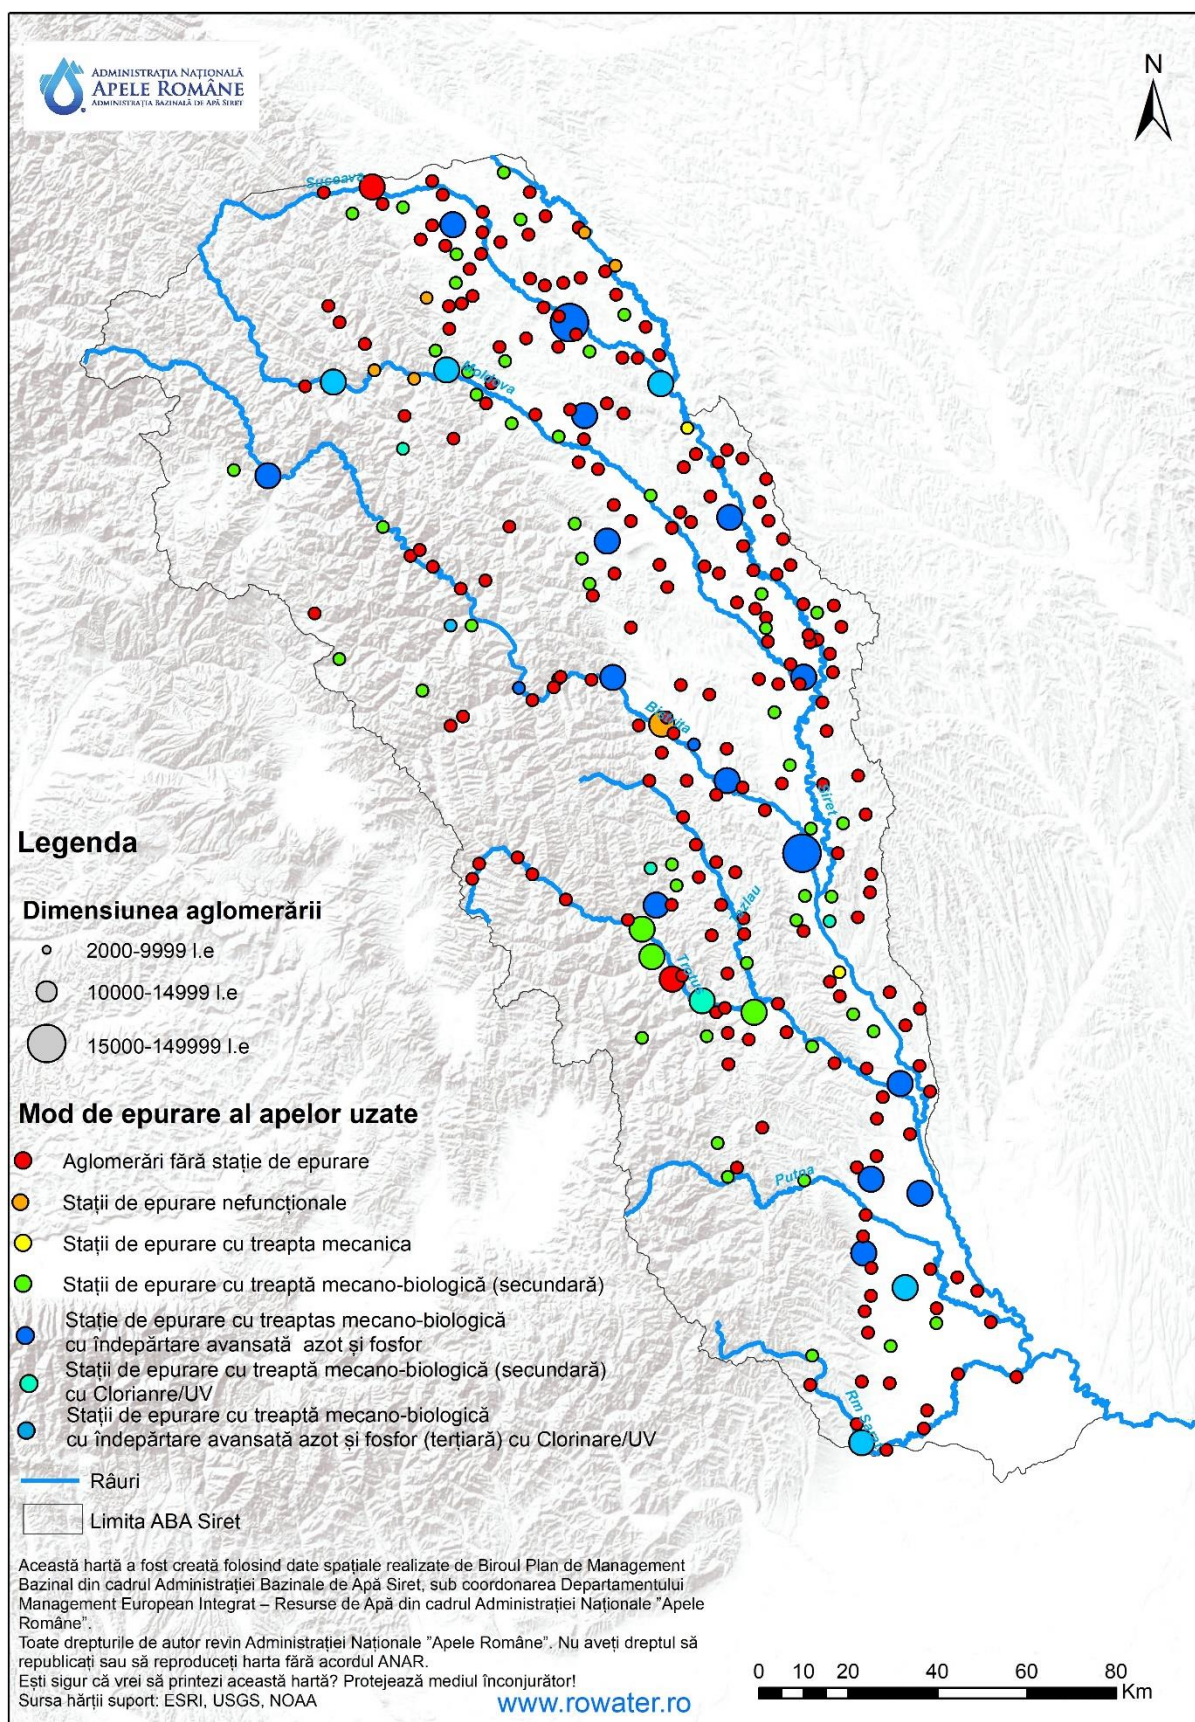 ADMINISTRAȚIA NAȚIONALĂ
APELE ROMÂNE
ADMINISTRAȚIA BAZINALĂ DE APĂ SIRET
N
Suceava
Moldova
Bistrita
Siret
Tazlau
Trotus
Putna
Rm Sarat
Legenda
Dimensiunea aglomerării
2000-9999 l.e
10000-14999 l.e
15000-149999 l.e
Mod de epurare al apelor uzate
Aglomerări fără stație de epurare
Stații de epurare nefuncționale
Stații de epurare cu treapta mecanica
Stații de epurare cu treaptă mecano-biologică (secundară)
Stație de epurare cu treaptas mecano-biologică
cu îndepărtare avansată azot și fosfor
Stații de epurare cu treaptă mecano-biologică (secundară)
cu Clorianre/UV
Stații de epurare cu treaptă mecano-biologică
cu îndepărtare avansată azot și fosfor (terțiară) cu Clorinare/UV
Râuri
Limita ABA Siret
Această hartă a fost creată folosind date spațiale realizate de Biroul Plan de Management
Bazinal din cadrul Administrației Bazinale de Apă Siret, sub coordonarea Departamentului
Management European Integrat – Resurse de Apă din cadrul Administrației Naționale "Apele
Române".
Toate drepturile de autor revin Administrației Naționale "Apele Române". Nu aveți dreptul să
republicați sau să reproduceți harta fără acordul ANAR.
Ești sigur că vrei să printezi această hartă? Protejează mediul înconjurător!
Sursa hărții suport: ESRI, USGS, NOAA
www.rowater.ro
0 10 20 40 60 80
Km